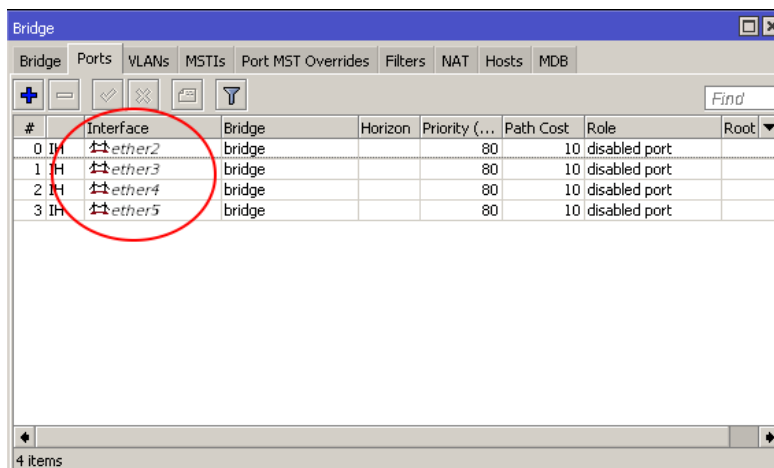 Bridge
Bridge Ports VLANs MSTIs Port MST Overrides Filters NAT Hosts MDB
Find
# Interface Bridge Horizon Priority (... Path Cost Role Root
0 IH ether2 bridge 80 10 disabled port
1 IH ether3 bridge 80 10 disabled port
2 IH ether4 bridge 80 10 disabled port
3 IH ether5 bridge 80 10 disabled port
4 items